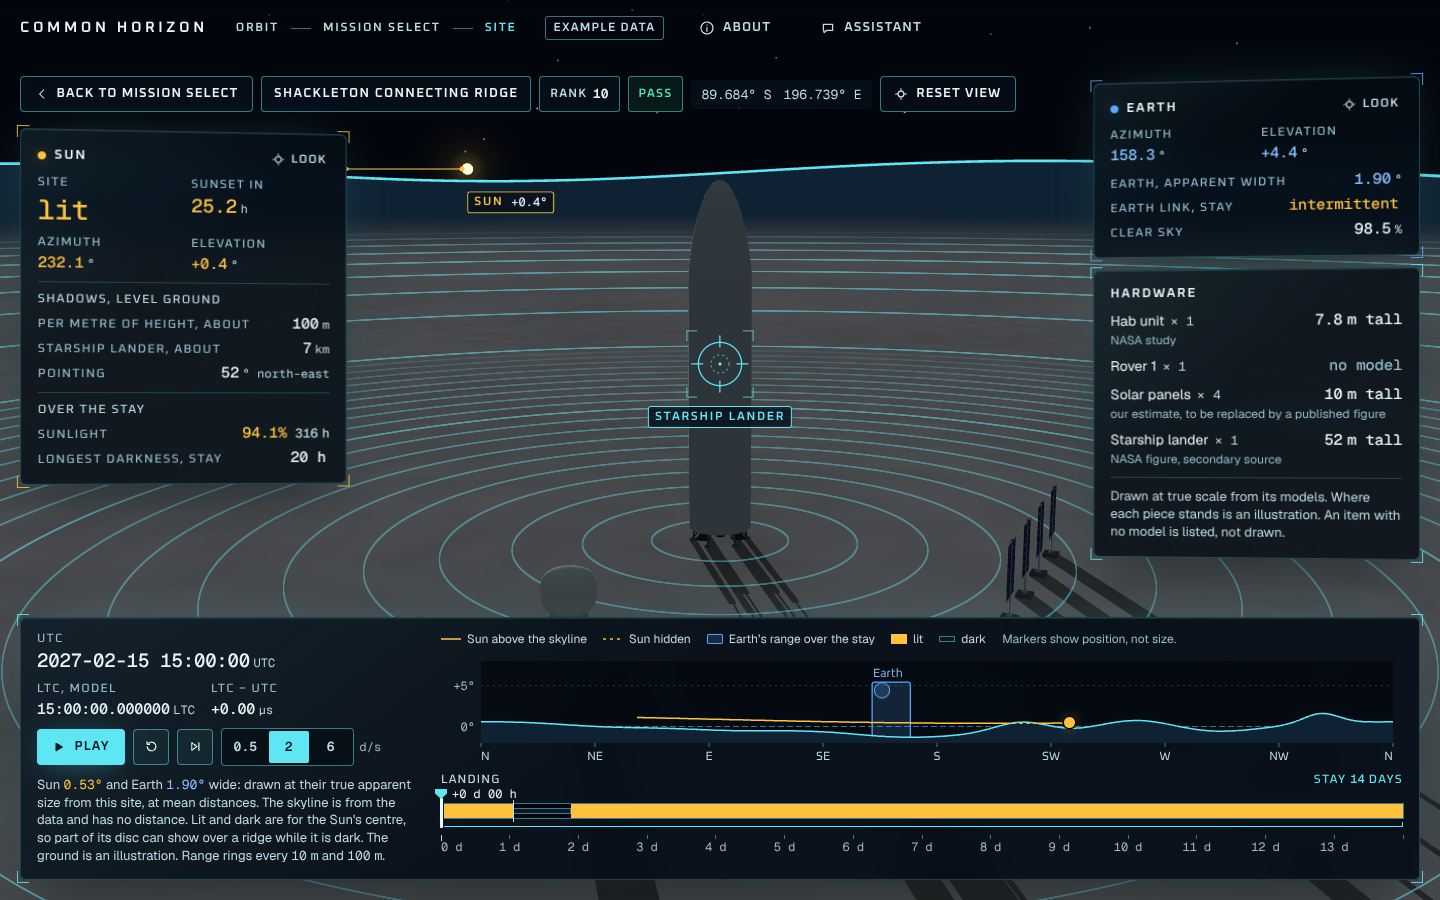 COMMON HORIZON
ORBIT MISSION SELECT SITE EXAMPLE DATA ABOUT ASSISTANT
BACK TO MISSION SELECT SHACKLETON CONNECTING RIDGE RANK 10 PASS 89.684° S 196.739° E RESET VIEW
SUN LOOK
SITE SUNSET IN
lit 25.2 h
AZIMUTH ELEVATION
232.1 ° +0.4 °
SHADOWS, LEVEL GROUND
PER METRE OF HEIGHT, ABOUT 100 m
STARSHIP LANDER, ABOUT 7 km
POINTING 52 ° north-east
OVER THE STAY
SUNLIGHT 94.1% 316 h
LONGEST DARKNESS, STAY 20 h
SUN +0.4°
STARSHIP LANDER
EARTH LOOK
AZIMUTH ELEVATION
158.3 ° +4.4 °
EARTH, APPARENT WIDTH 1.90 °
EARTH LINK, STAY intermittent
CLEAR SKY 98.5 %
HARDWARE
Hab unit × 1 7.8 m tall
NASA study
Rover 1 × 1 no model
Solar panels × 4 10 m tall
our estimate, to be replaced by a published figure
Starship lander × 1 52 m tall
NASA figure, secondary source
Drawn at true scale from its models. Where
each piece stands is an illustration. An item with
no model is listed, not drawn.
UTC
2027-02-15 15:00:00 UTC
LTC, MODEL LTC − UTC
15:00:00.000000 LTC +0.00 µs
PLAY 0.5 2 6 d/s
Sun 0.53° and Earth 1.90° wide: drawn at their true apparent
size from this site, at mean distances. The skyline is from the
data and has no distance. Lit and dark are for the Sun's centre,
so part of its disc can show over a ridge while it is dark. The
ground is an illustration. Range rings every 10 m and 100 m.
Sun above the skyline Sun hidden Earth's range over the stay lit dark Markers show position, not size.
Earth
+5°
0°
N NE E SE S SW W NW N
LANDING STAY 14 DAYS
+0 d 00 h
0 d 1 d 2 d 3 d 4 d 5 d 6 d 7 d 8 d 9 d 10 d 11 d 12 d 13 d